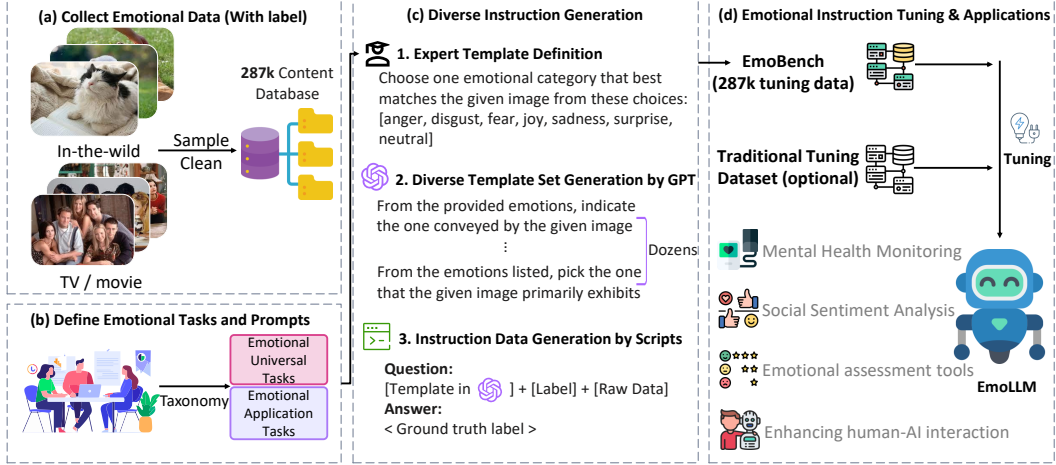 (a) Collect Emotional Data (With label)
287k Content
Database
In-the-wild
Sample
Clean
TV / movie
(b) Define Emotional Tasks and Prompts
Taxonomy
Emotional
Universal
Tasks
Emotional
Application
Tasks
(c) Diverse Instruction Generation
1. Expert Template Definition
Choose one emotional category that best
matches the given image from these choices:
[anger, disgust, fear, joy, sadness, surprise,
neutral]
2. Diverse Template Set Generation by GPT
From the provided emotions, indicate
the one conveyed by the given image
⋮
Dozens
From the emotions listed, pick the one
that the given image primarily exhibits
3. Instruction Data Generation by Scripts
Question:
[Template in ] + [Label] + [Raw Data]
Answer:
< Ground truth label >
(d) Emotional Instruction Tuning & Applications
EmoBench
(287k tuning data)
Traditional Tuning
Dataset (optional)
Tuning
Mental Health Monitoring
Social Sentiment Analysis
Emotional assessment tools
Enhancing human-AI interaction
EmoLLM